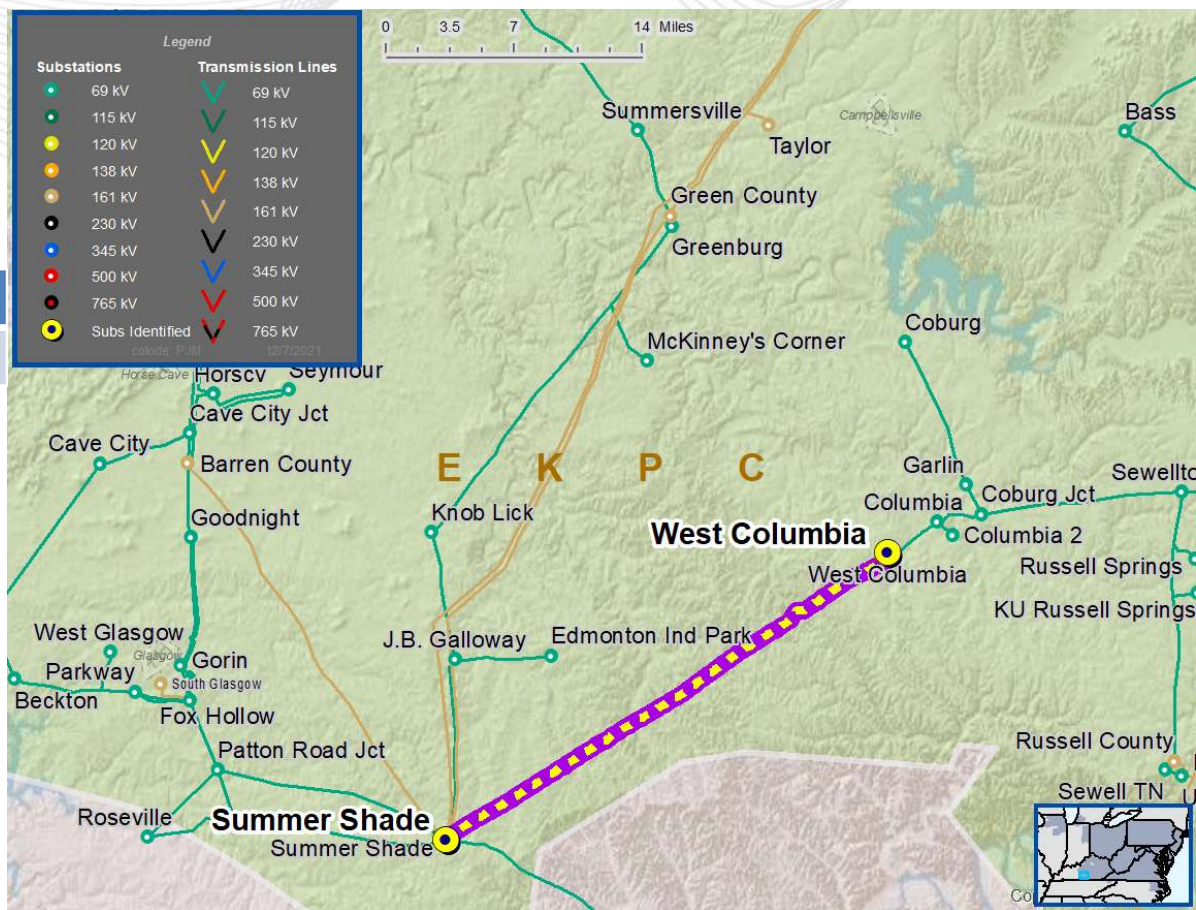 Legend
Substations Transmission Lines
69 kV 69 kV
115 kV 115 kV
120 kV 120 kV
138 kV 138 kV
161 kV 161 kV
230 kV 230 kV
345 kV 345 kV
500 kV 500 kV
Subs Identified 765 kV
765 kV
colode, PJM 12/7/2021
0 3.5 7 14 Miles
Summersville
Taylor
Campbellsville
Bass
Green County
Greenburg
McKinney's Corner
Coburg
Horse Cave
Horscv
Seymour
Cave City Jct
Cave City
Barren County
E K P C
Garlin
Coburg Jct
Columbia
Columbia 2
Goodnight
Knob Lick
West Columbia
West Columbia
Russell Springs
KU Russell Springs
West Glasgow
Glasgow
Gorin
Parkway
South Glasgow
Beckton
Fox Hollow
J.B. Galloway
Edmonton Ind Park
Patton Road Jct
Russell County
Sewell TN
Roseville
Summer Shade
Summer Shade